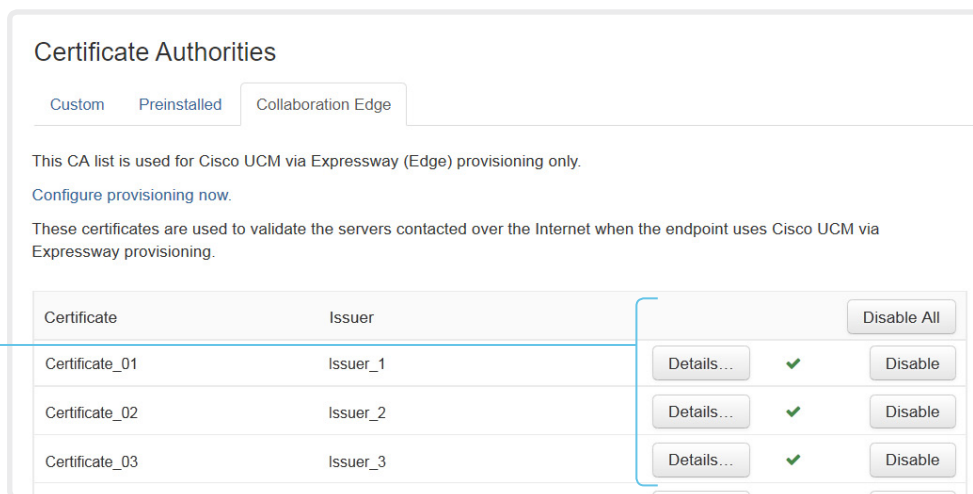 Certificate Authorities
Custom Preinstalled Collaboration Edge
This CA list is used for Cisco UCM via Expressway (Edge) provisioning only.
Configure provisioning now.
These certificates are used to validate the servers contacted over the Internet when the endpoint uses Cisco UCM via
Expressway provisioning.
Certificate Issuer Disable All
Certificate_01 Issuer_1 Details... Disable
Certificate_02 Issuer_2 Details... Disable
Certificate_03 Issuer_3 Details... Disable